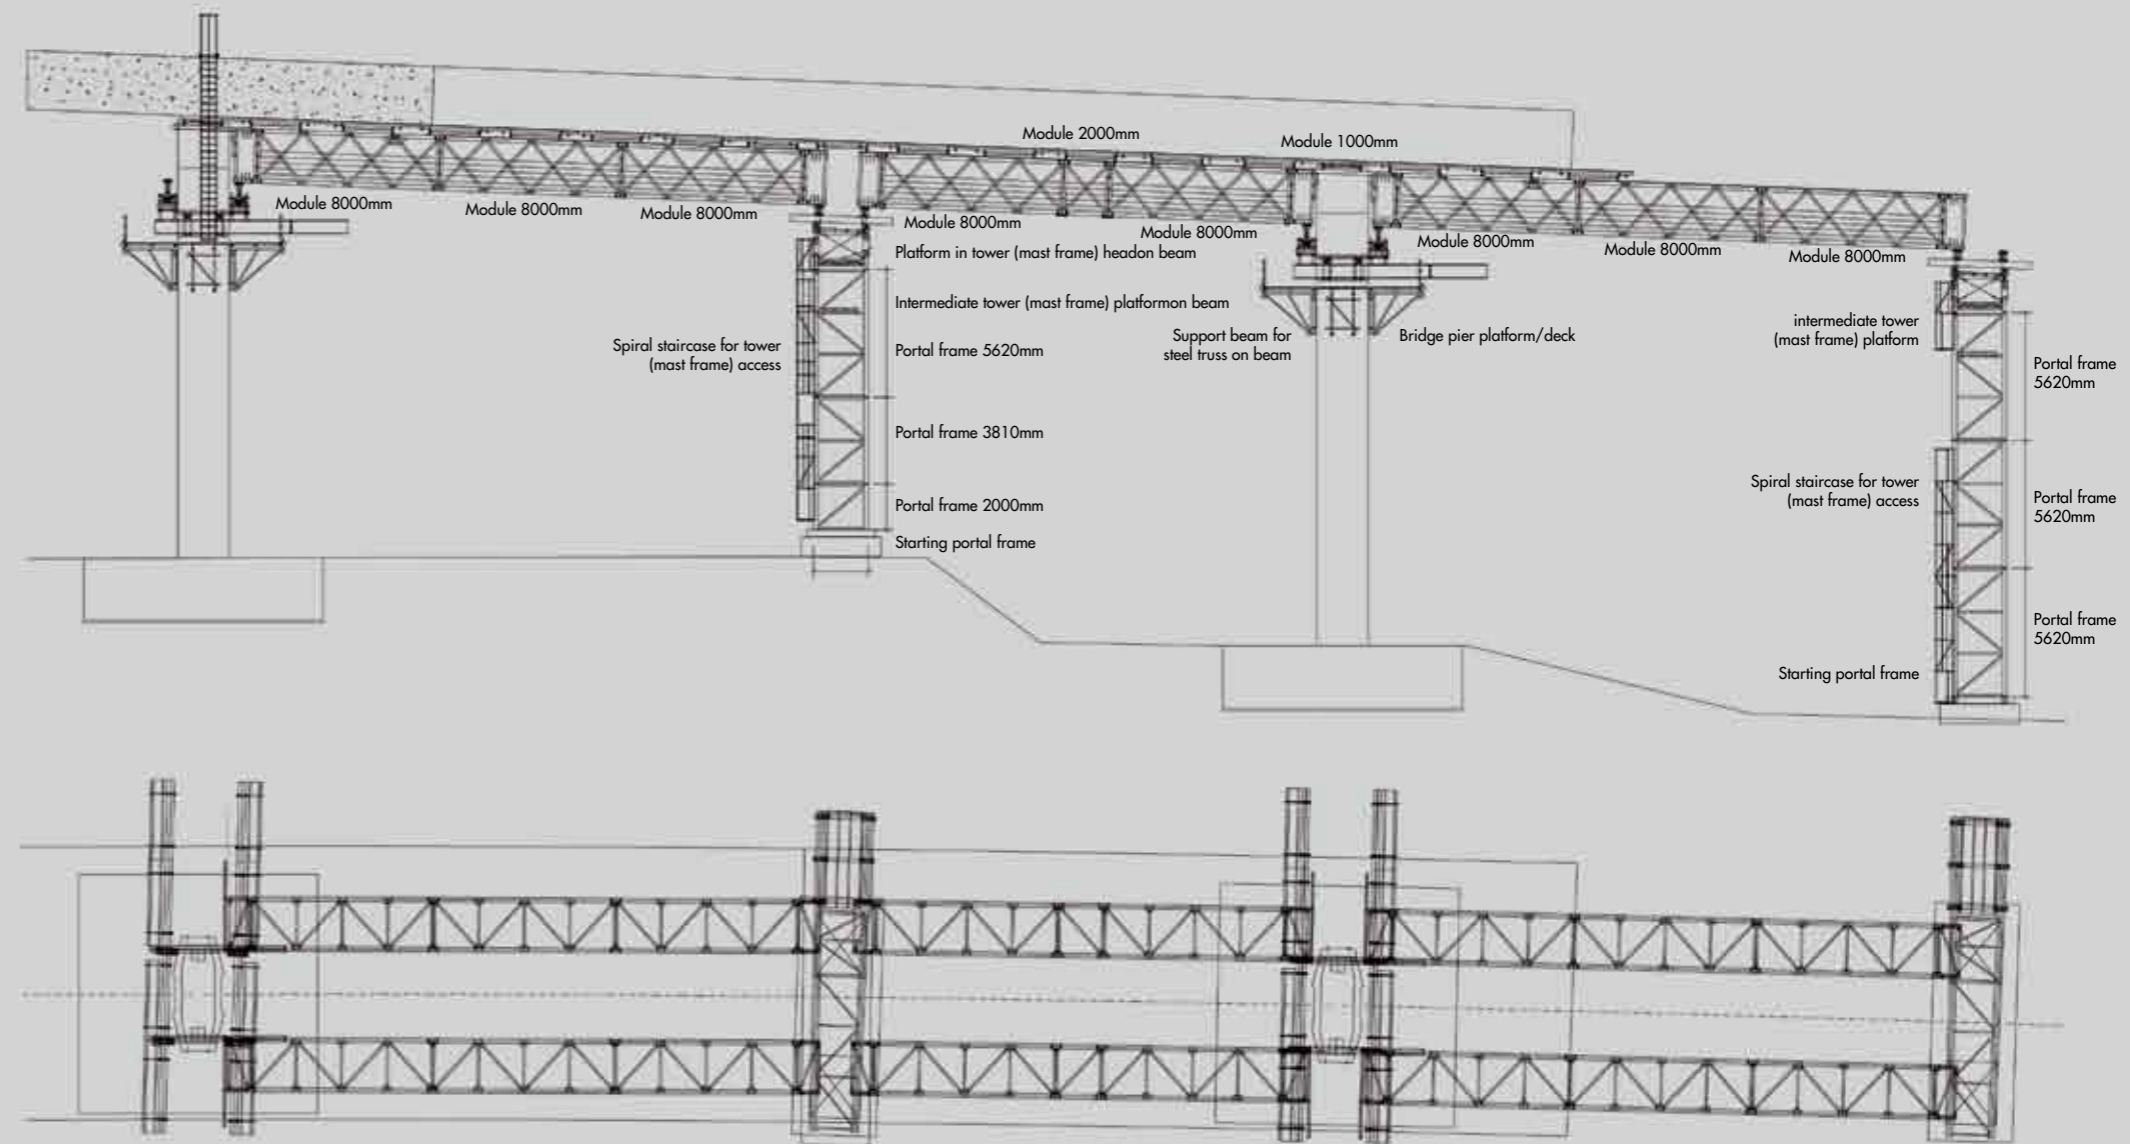 Module 2000mm
Module 1000mm
Module 8000mm
Module 8000mm
Module 8000mm
Module 8000mm
Module 8000mm
Module 8000mm
Module 8000mm
Module 8000mm
Platform in tower (mast frame) headon beam
Intermediate tower (mast frame) platformon beam
Spiral staircase for tower
(mast frame) access
Portal frame 5620mm
Portal frame 3810mm
Portal frame 2000mm
Starting portal frame
Support beam for
steel truss on beam
Bridge pier platform/deck
intermediate tower
(mast frame) platform
Portal frame
5620mm
Spiral staircase for tower
(mast frame) access
Portal frame
5620mm
Portal frame
5620mm
Starting portal frame